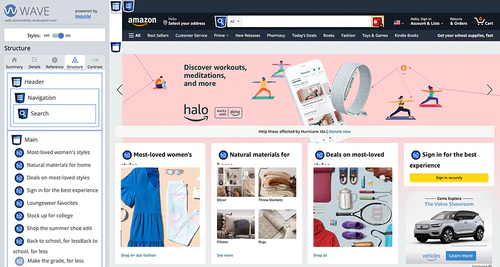 WAVE
web accessibility evaluation tool
powered by
WebAIM
Styles: OFF ON
Structure
Summary
Details
Reference
Structure
Contrast
Header
Navigation
Search
Main
Most-loved women's styles
Natural materials for home
Deals on most-loved styles
Sign in for the best experience
Loungewear favorites
Stock up for college
Shop the summer shoe edit
Back to school, for lessBack to
school, for less
Make the grade, for less
amazon
Hello
Select your address
All
Hello, Sign in
Account & Lists
Returns
& Orders
Cart
All
Best Sellers
Customer Service
Prime
New Releases
Pharmacy
Today's Deals
Books
Fashion
Toys & Games
Kindle Books
Get your school supplies, fast
Discover workouts,
meditations,
and more
halo
works with
alexa
Help those affected by Hurricane Ida | Donate now
Most-loved women's
styles
Shop 4+ star fashion
Natural materials for
home
Décor
Throw blankets
Pillows
Rugs
See more
Deals on most-loved
styles
Shop all
Sign in for the best
experience
Sign in securely
Come Explore
The Volvo Showroom
vehicles
Learn more